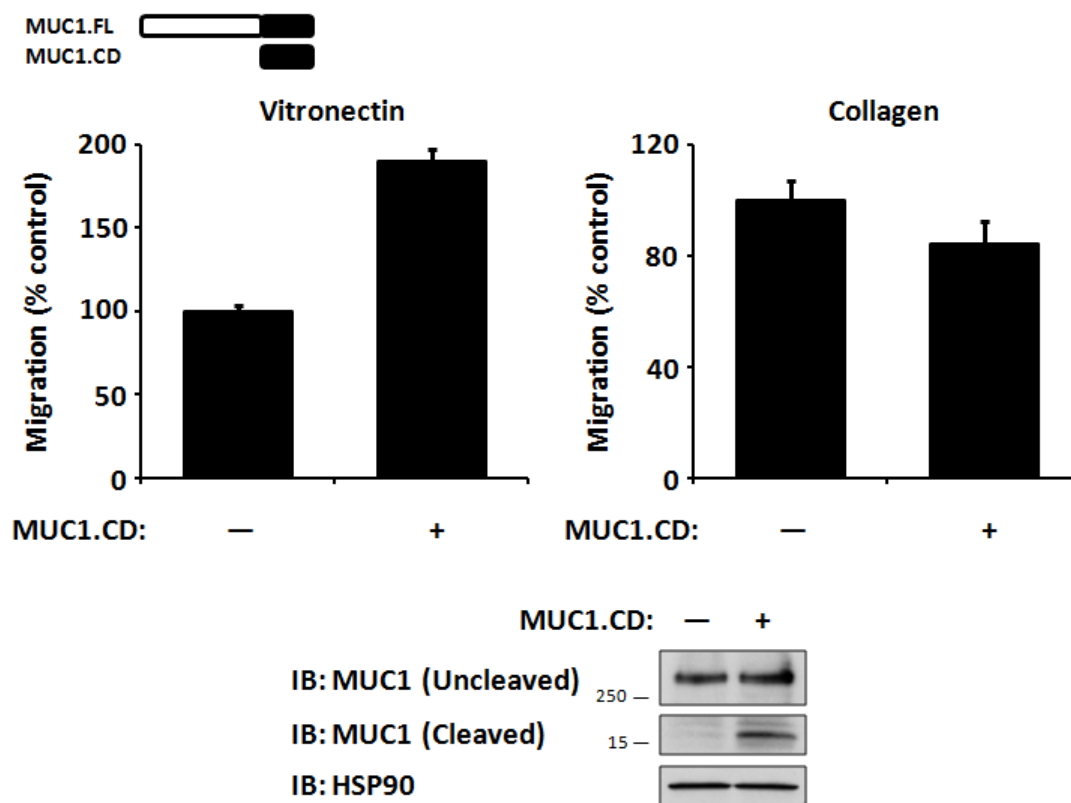 MUC1.FL
MUC1.CD
Vitronectin
Collagen
Migration (% control)
200
150
100
50
0
Migration (% control)
120
80
40
0
MUC1.CD: — +
MUC1.CD: — +
MUC1.CD: — +
IB: MUC1 (Uncleaved) 250 —
IB: MUC1 (Cleaved) 15 —
IB: HSP90